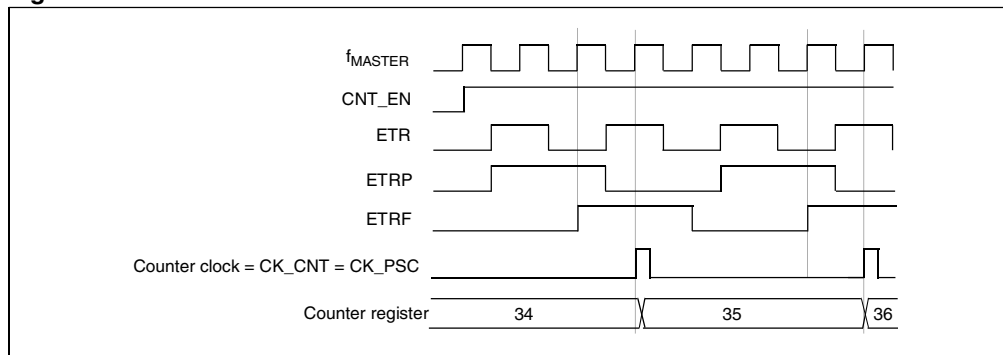 fMASTER
CNT_EN
ETR
ETRP
ETRF
Counter clock = CK_CNT = CK_PSC
Counter register 34 35 36